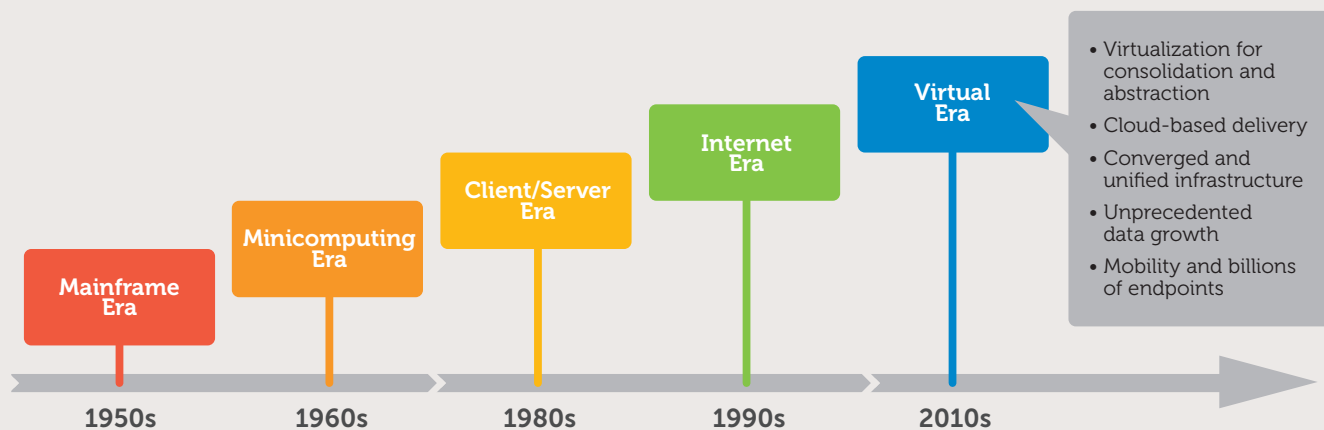 Mainframe
Era
Minicomputing
Era
Client/Server
Era
Internet
Era
Virtual
Era
• Virtualization for
consolidation and
abstraction
• Cloud-based delivery
• Converged and
unified infrastructure
• Unprecedented
data growth
• Mobility and billions
of endpoints
1950s
1960s
1980s
1990s
2010s